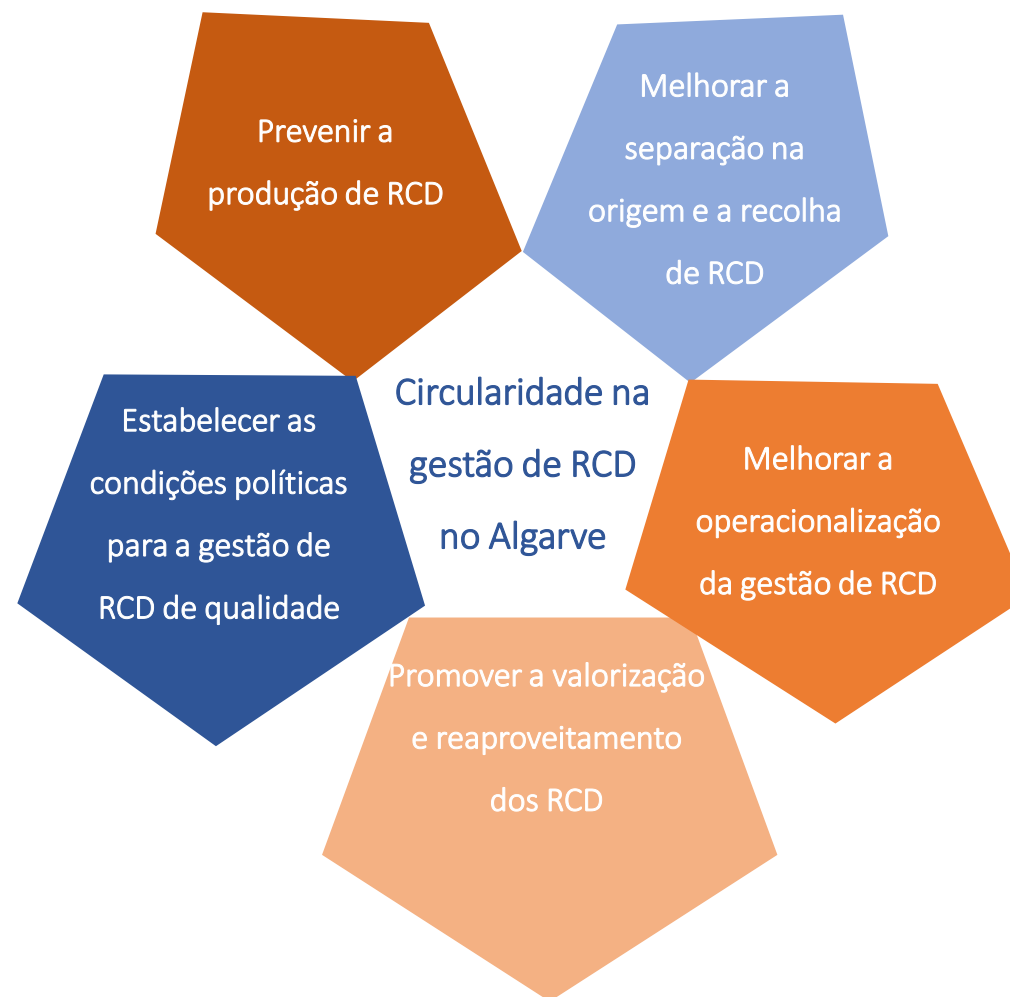 Prevenir a
produção de RCD
Melhorar a
separação na
origem e a recolha
de RCD
Circularidade na
gestão de RCD
no Algarve
Estabelecer as
condições políticas
para a gestão de
RCD de qualidade
Melhorar a
operacionalização
da gestão de RCD
Promover a valorização
e reaproveitamento
dos RCD